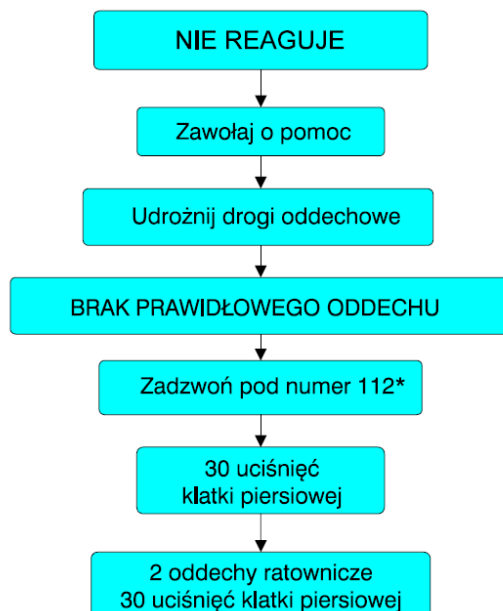 NIE REAGUJE
Zawołaj o pomoc
Udrożnij drogi oddechowe
BRAK PRAWIDŁOWEGO ODDECHU
Zadzwoń pod numer 112*
30 uciśnięć
klatki piersiowej
2 oddechy ratownicze
30 uciśnięć klatki piersiowej